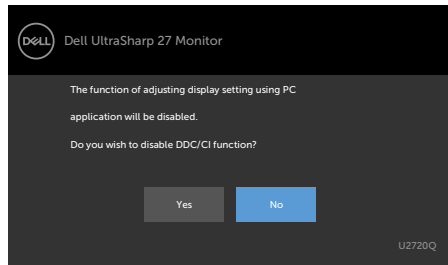 DELL Dell UltraSharp 27 Monitor
The function of adjusting display setting using PC
application will be disabled.
Do you wish to disable DDC/CI function?
Yes No
U2720Q